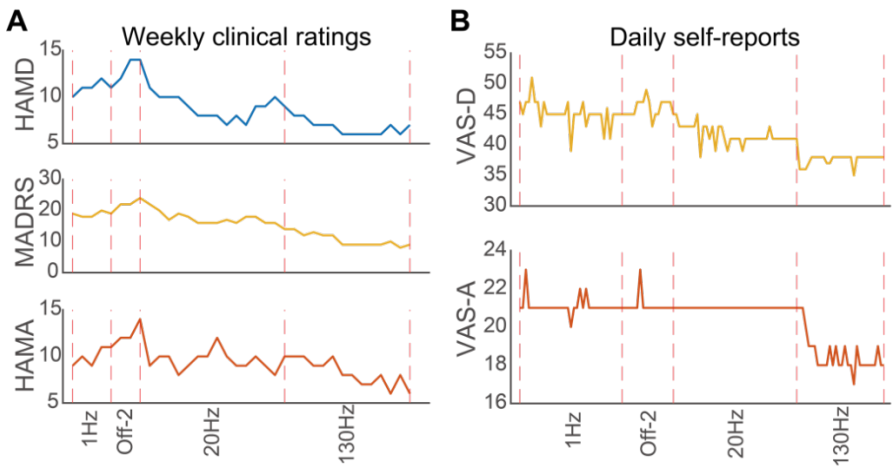 A
Weekly clinical ratings
HAMD
15
10
5
MADRS
30
20
10
0
HAMA
15
10
5
1Hz
Off-2
20Hz
130Hz
B
Daily self-reports
VAS-D
55
50
45
40
35
30
VAS-A
24
22
20
18
16
1Hz
Off-2
20Hz
130Hz